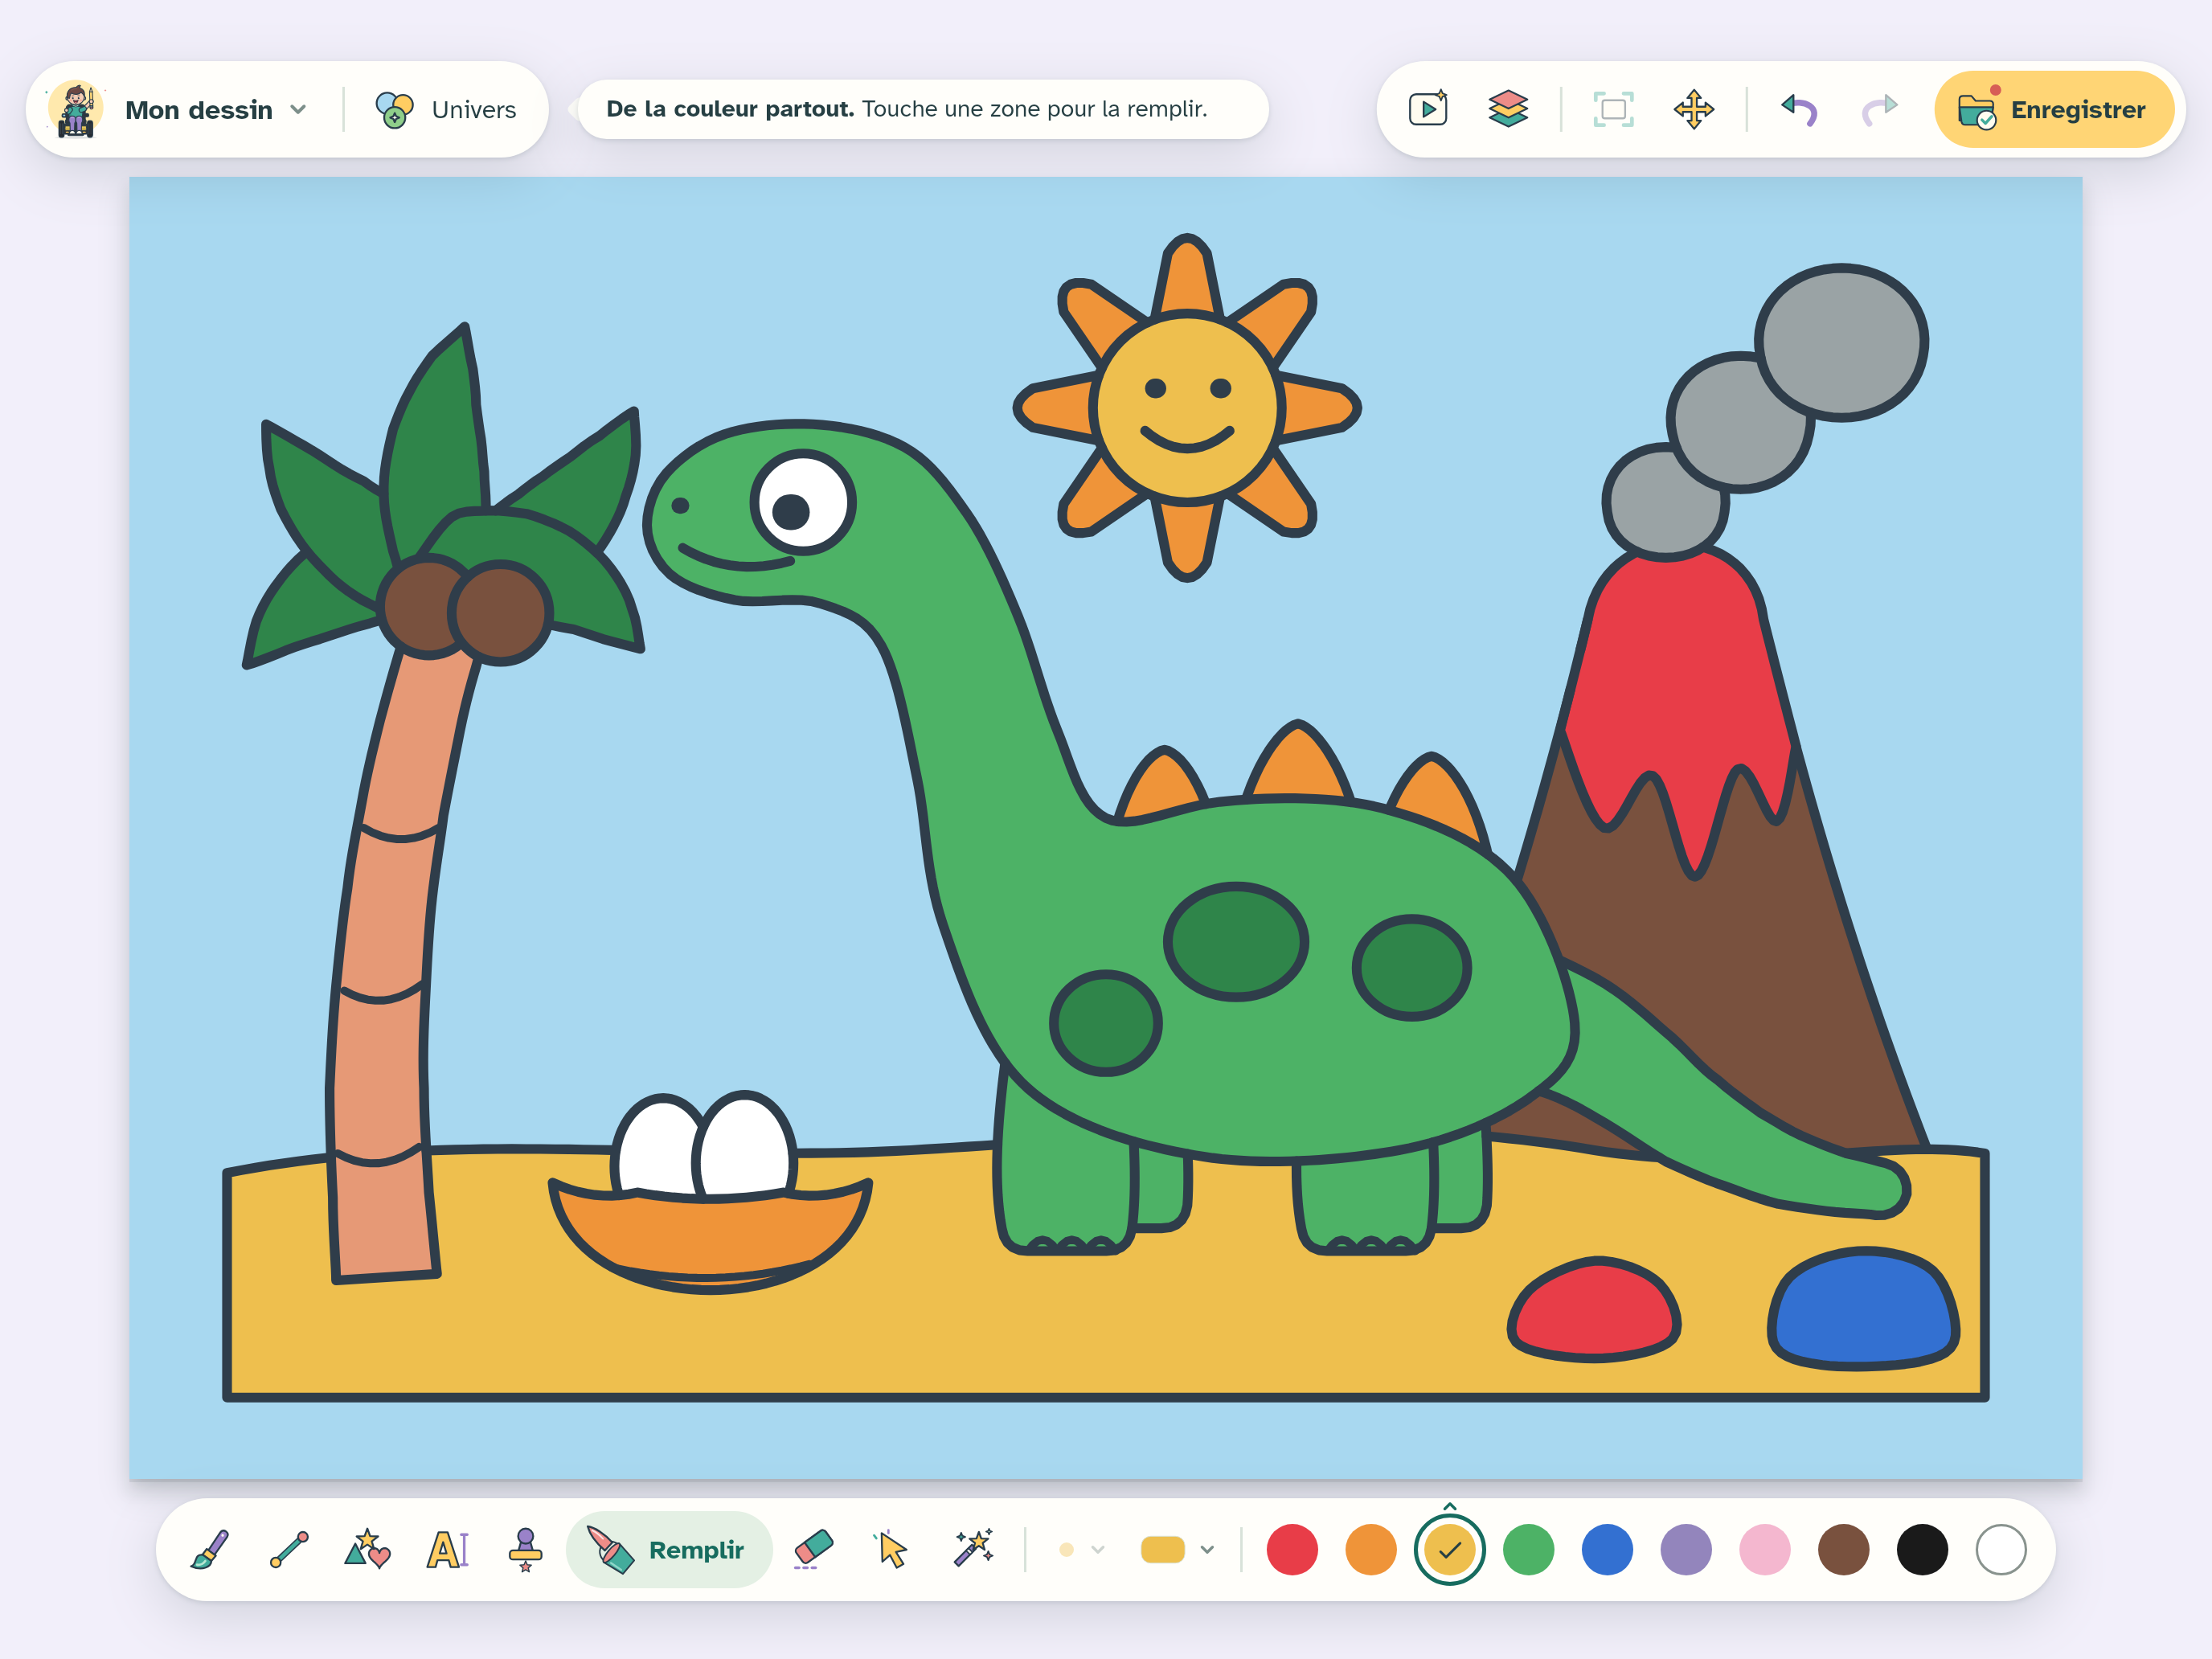 Mon dessin
Univers
De la couleur partout. Touche une zone pour la remplir.
Enregistrer
A
Remplir